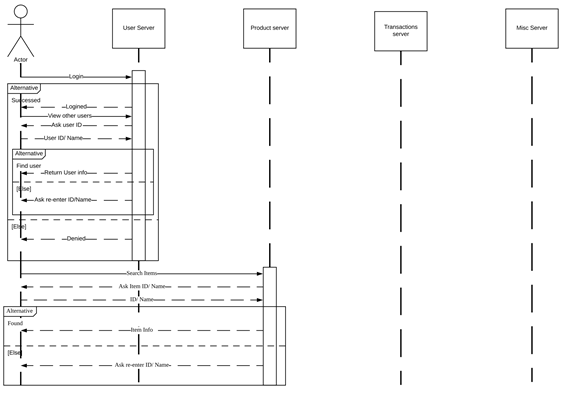 User Server
Product server
Transactions
server
Misc Server
Actor
Login
Alternative
Successed
Logined
View other users
Ask user ID
User ID/ Name
Alternative
Find user
Return User info
[Else]
Ask re-enter ID/Name
[Else]
Denied
Search Items
Ask Item ID/ Name
ID/ Name
Alternative
Found
Item Info
[Else]
Ask re-enter ID/ Name